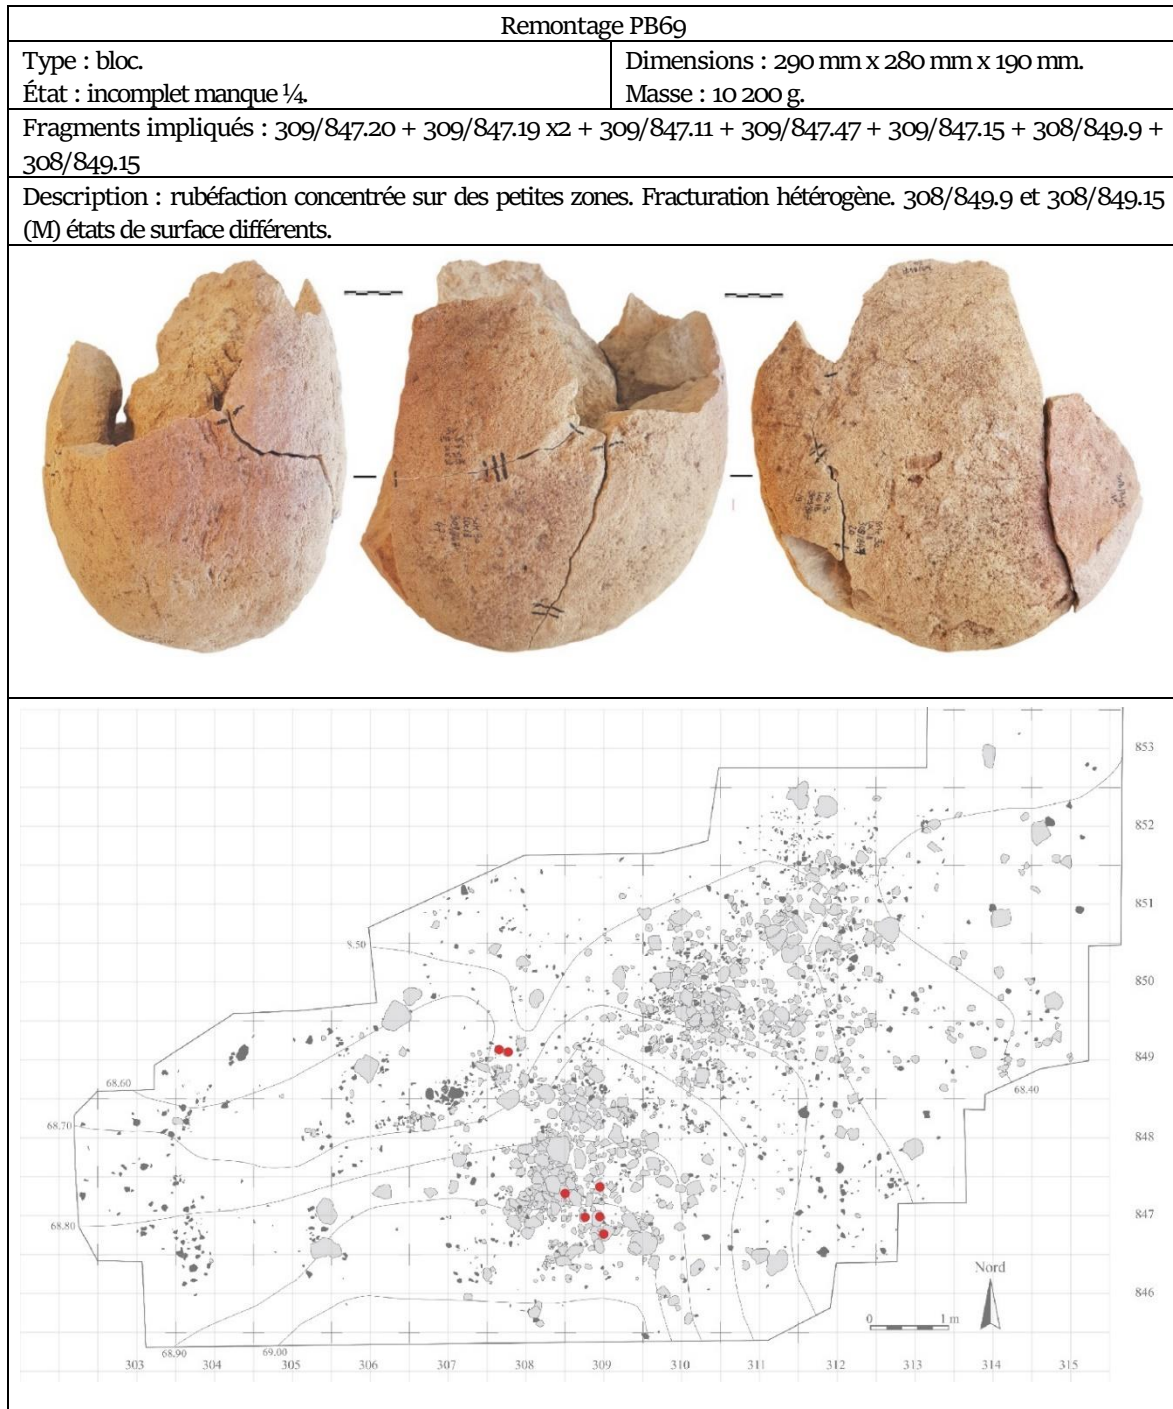 Remontage PB69
Type : bloc.
État : incomplet manque ¼.
Dimensions : 290 mm x 280 mm x 190 mm.
Masse : 10 200 g.
Fragments impliqués : 309/847.20 + 309/847.19 x2 + 309/847.11 + 309/847.47 + 309/847.15 + 308/849.9 +
308/849.15
Description : rubéfaction concentrée sur des petites zones. Fracturation hétérogène. 308/849.9 et 308/849.15
(M) états de surface différents.
853
852
851
8.50
850
849
68.60
68.40
68.70
848
68.80
847
Nord
846
0 1 m
68.90
69.00
303 304 305 306 307 308 309 310 311 312 313 314 315